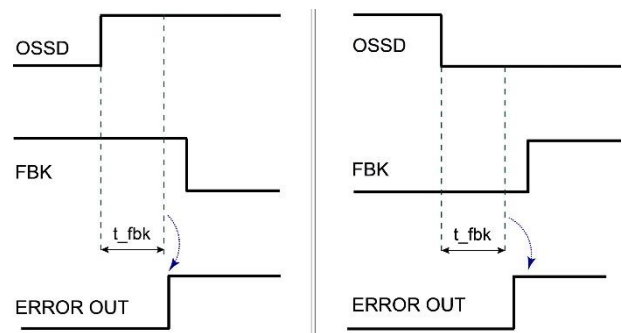 OSSD
FBK
t_fbk
ERROR OUT
OSSD
FBK
t_fbk
ERROR OUT